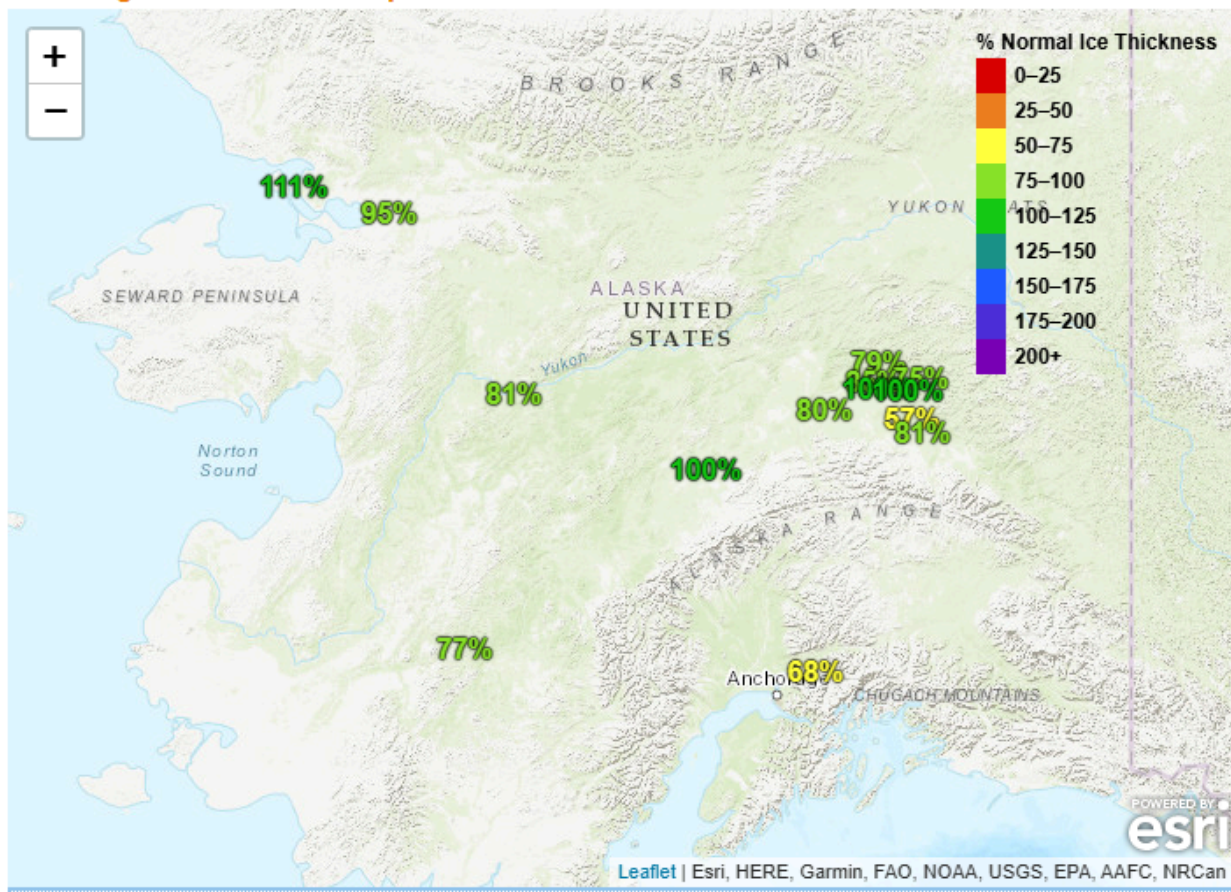 +
−
% Normal Ice Thickness
0–25
25–50
50–75
75–100
100–125
125–150
150–175
175–200
200+
BROOKS RANGE
111%
95%
YUKON
SEWARD PENINSULA
ALASKA
UNITED
STATES
Yukon
79%
75%
100%
81%
80%
57%
81%
Norton
Sound
100%
ALASKA RANGE
77%
68%
CHUGACH MOUNTAINS
POWERED BY
esri
Leaflet | Esri, HERE, Garmin, FAO, NOAA, USGS, EPA, AAFC, NRCan